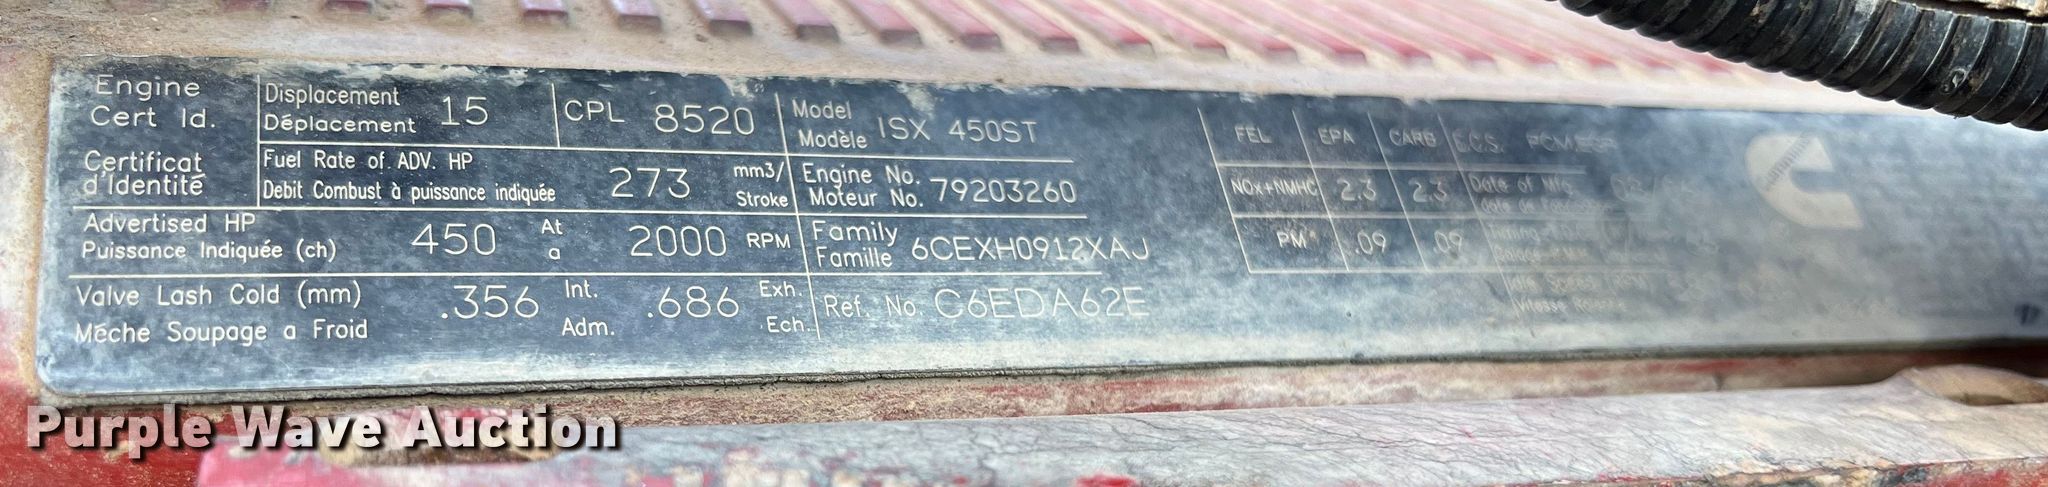 Engine
Cert Id.
Certificat
d'Identité
Displacement
Déplacement 15
CPL 8520
Model
Modèle ISX 450ST
Fuel Rate of ADV. HP
Debit Combust à puissance indiquée 273 mm3/
Stroke
Engine No.
Moteur No. 79203260
Advertised HP
Puissance Indiquée (ch) 450 At
a 2000 RPM
Family
Famille 6CEXH0912XAJ
Valve Lash Cold (mm)
Méche Soupage a Froid .356 Int.
Adm. .686 Exh.
Ech.
Ref. No. C6EDA62E
FEL EPA CARB E.C.S.
NOx+NMHC 2.3 2.3
PM .09 .09
Date of Mfg.
Purple Wave Auction